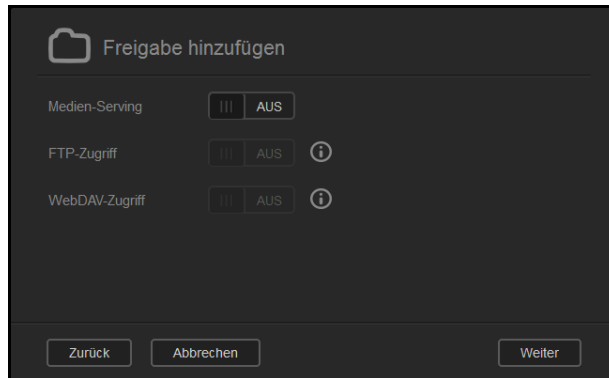 Freigabe hinzufügen
Medien-Serving AUS
FTP-Zugriff AUS
WebDAV-Zugriff AUS
Zurück Abbrechen Weiter